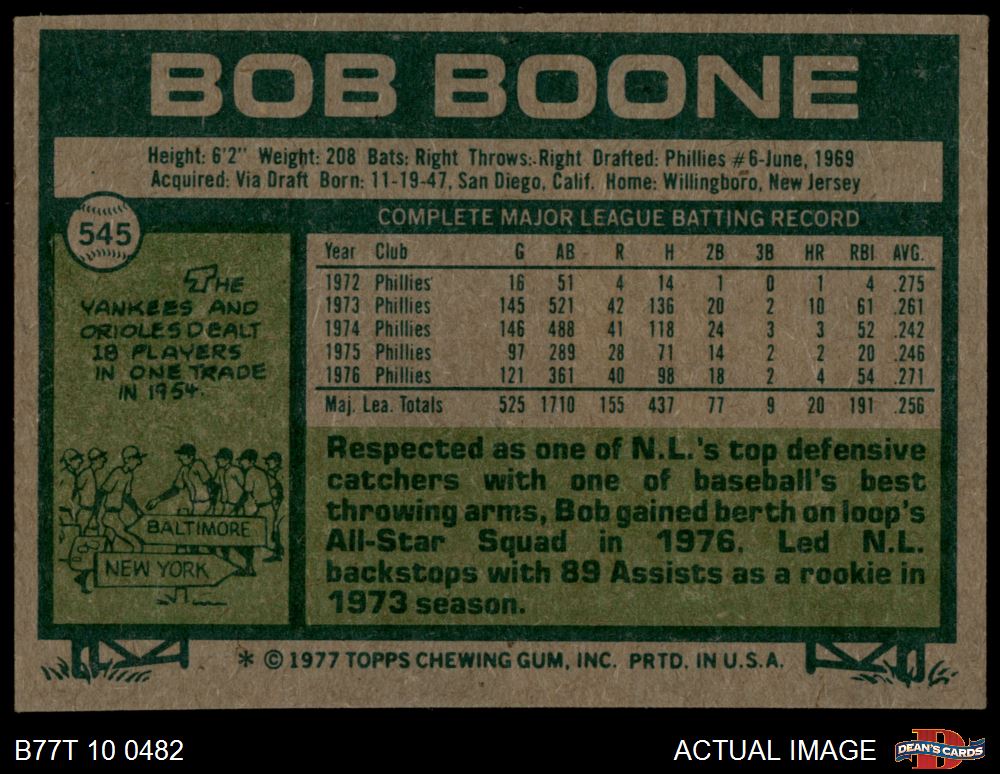 BOB BOONE
Height: 6'2" Weight: 208 Bats: Right Throws: Right Drafted: Phillies #6-June, 1969
Acquired: Via Draft Born: 11-19-47, San Diego, Calif. Home: Willingboro, New Jersey
545
COMPLETE MAJOR LEAGUE BATTING RECORD
Year Club G AB R H 2B 3B HR RBI AVG.
1972 Phillies 16 51 4 14 1 0 1 4 .275
1973 Phillies 145 521 42 136 20 2 10 61 .261
1974 Phillies 146 488 41 118 24 3 3 52 .242
1975 Phillies 97 289 28 71 14 2 2 20 .246
1976 Phillies 121 361 40 98 18 2 4 54 .271
Maj. Lea. Totals 525 1710 155 437 77 9 20 191 .256
THE
YANKEES AND
ORIOLES DEALT
18 PLAYERS
IN ONE TRADE
IN 1954.
BALTIMORE
NEW YORK
Respected as one of N.L.'s top defensive
catchers with one of baseball's best
throwing arms, Bob gained berth on loop's
All-Star Squad in 1976. Led N.L.
backstops with 89 Assists as a rookie in
1973 season.
* © 1977 TOPPS CHEWING GUM, INC. PRTD. IN U.S.A.
B77T 10 0482
ACTUAL IMAGE
D
DEAN'S CARDS